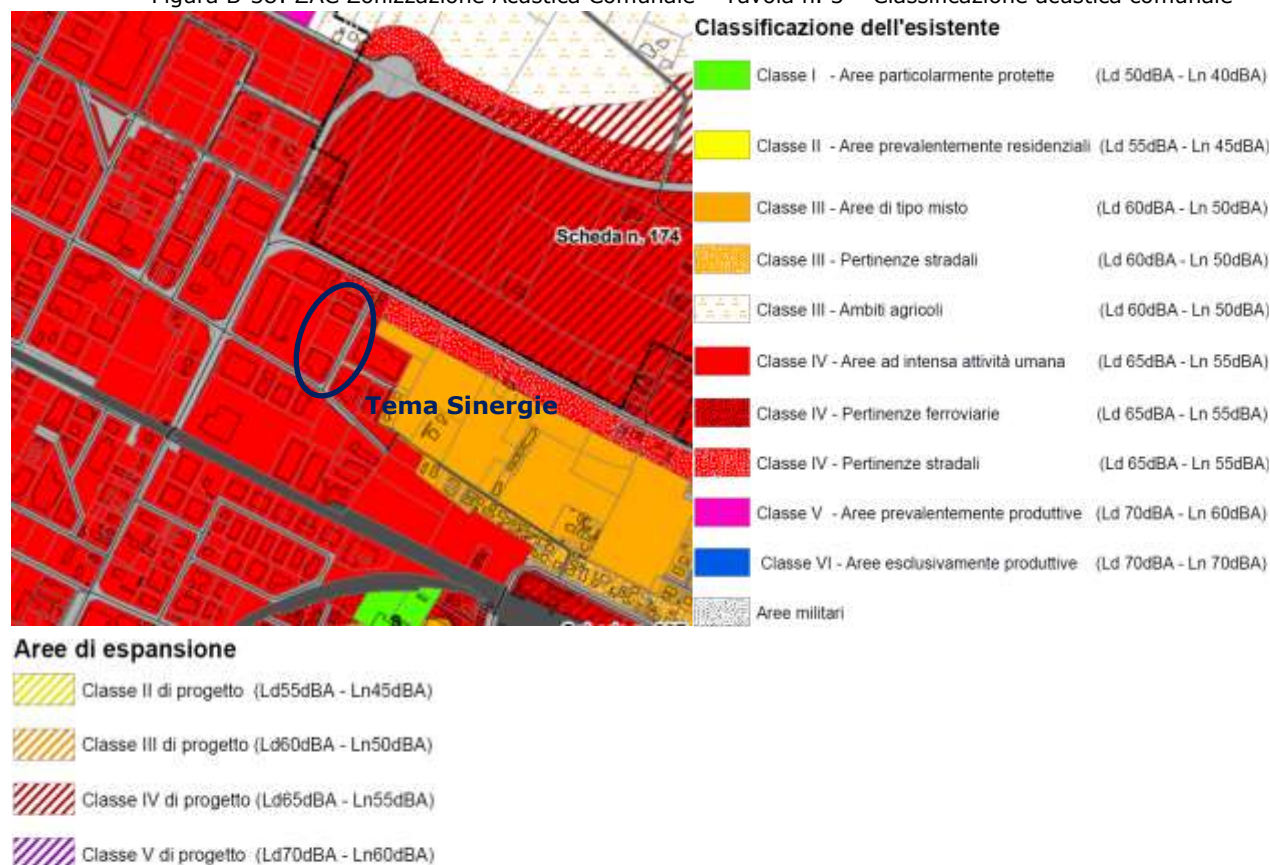 Classificazione dell'esistente
Classe I - Aree particolarmente protette (Ld 50dBA - Ln 40dBA)
Classe II - Aree prevalentemente residenziali (Ld 55dBA - Ln 45dBA)
Classe III - Aree di tipo misto (Ld 60dBA - Ln 50dBA)
Classe III - Pertinenze stradali (Ld 60dBA - Ln 50dBA)
Classe III - Ambiti agricoli (Ld 60dBA - Ln 50dBA)
Classe IV - Aree ad intensa attività umana (Ld 65dBA - Ln 55dBA)
Classe IV - Pertinenze ferroviarie (Ld 65dBA - Ln 55dBA)
Classe IV - Pertinenze stradali (Ld 65dBA - Ln 55dBA)
Classe V - Aree prevalentemente produttive (Ld 70dBA - Ln 60dBA)
Classe VI - Aree esclusivamente produttive (Ld 70dBA - Ln 70dBA)
Aree militari
Scheda n. 174
Tema Sinergie
Aree di espansione
Classe II di progetto (Ld55dBA - Ln45dBA)
Classe III di progetto (Ld60dBA - Ln50dBA)
Classe IV di progetto (Ld65dBA - Ln55dBA)
Classe V di progetto (Ld70dBA - Ln60dBA)